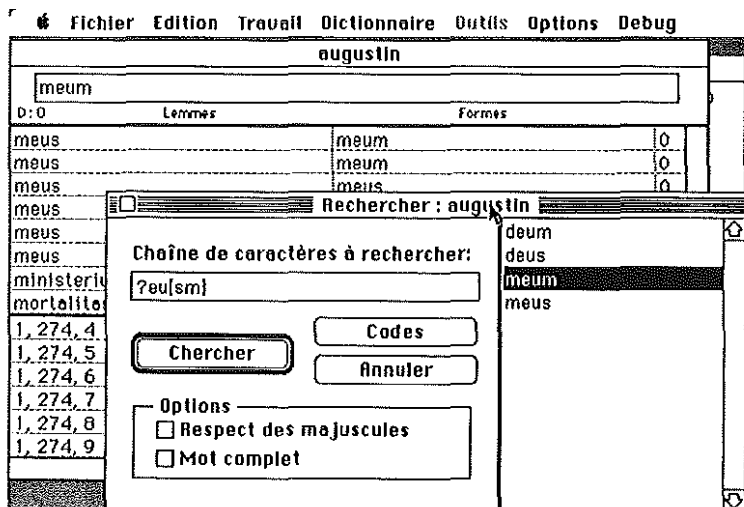 Fichier Edition Travail Dictionnaire Outils Options Debug
augustin
meum
D:0 Lemmes Formes
meus meum 0
meus meum 0
meus meus 0
meus
meus
meus
ministeriu
mortalitas
1, 274, 4
1, 274, 5
1, 274, 6
1, 274, 7
1, 274, 8
1, 274, 9
Rechercher : augustin
Chaîne de caractères à rechercher:
?eu[sm]
Codes
Chercher
Annuler
Options
Respect des majuscules
Mot complet
deum
deus
meum
meus